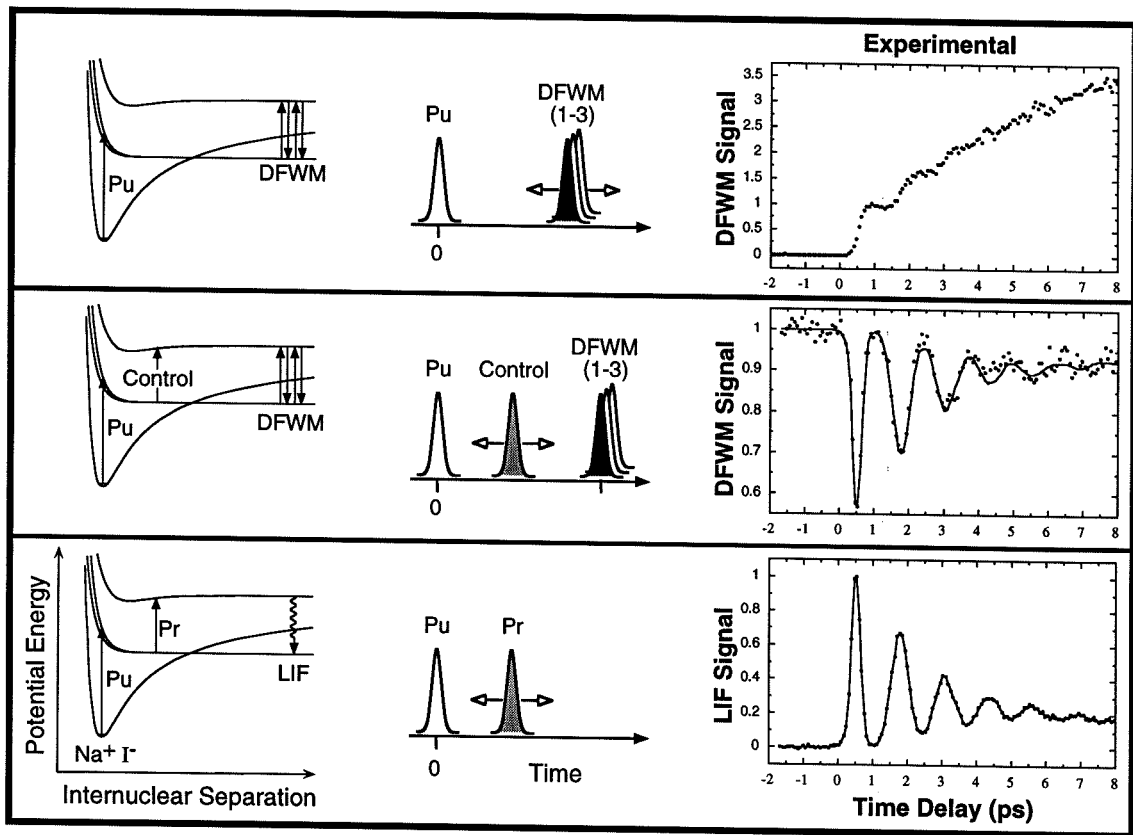 Experimental
Pu
DFWM
Pu
DFWM
(1-3)
0
DFWM Signal
3.5
3
2.5
2
1.5
1
0.5
0
-2 -1 0 1 2 3 4 5 6 7 8
Control
Pu
DFWM
Pu
Control
DFWM
(1-3)
0
DFWM Signal
1
0.9
0.8
0.7
0.6
-2 -1 0 1 2 3 4 5 6 7 8
Potential Energy
Pr
Pu
LIF
Na+ I-
Internuclear Separation
Pu
Pr
0
Time
LIF Signal
1
0.8
0.6
0.4
0.2
0
-2 -1 0 1 2 3 4 5 6 7 8
Time Delay (ps)